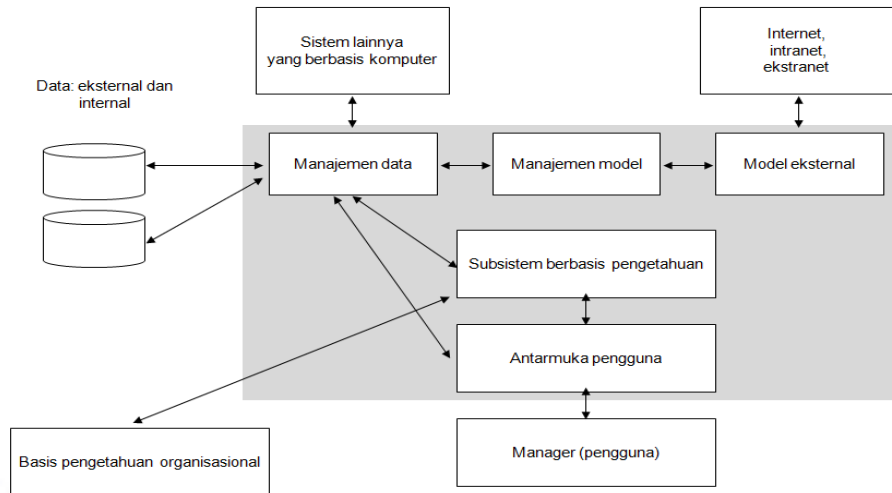 Sistem lainnya
yang berbasis komputer
Internet,
intranet,
ekstranet
Data: eksternal dan
internal
Manajemen data
Manajemen model
Model eksternal
Subsistem berbasis pengetahuan
Antarmuka pengguna
Basis pengetahuan organisasional
Manager (pengguna)